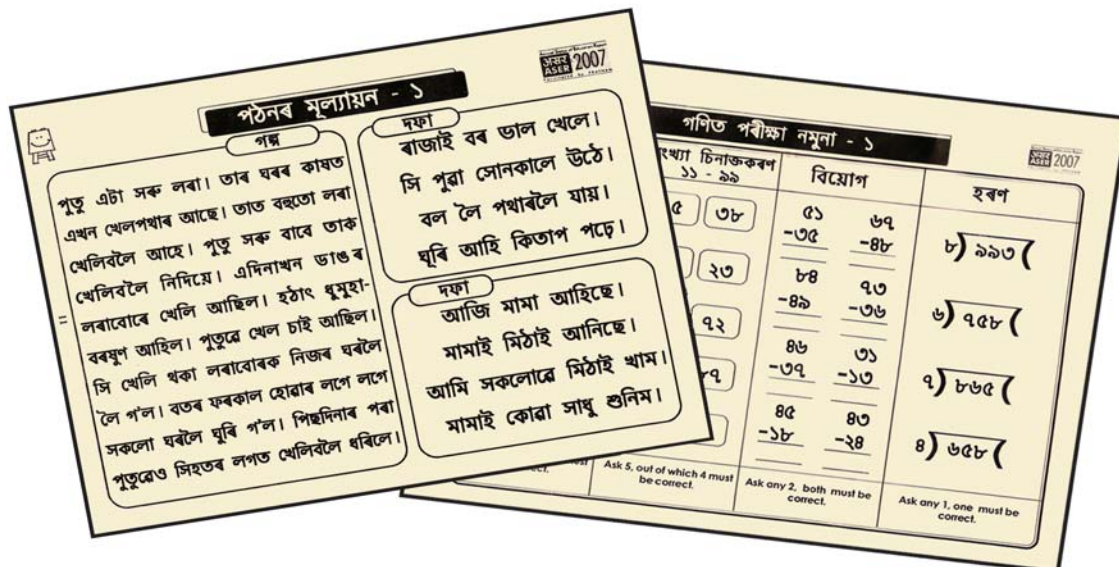 असर
ASER
2007
পঠনৰ মূল্যায়ন - ১
গল্প
পুতু এটা সৰু লৰা। তাৰ ঘৰৰ কাষত
এখন খেলপথাৰ আছে। তাত বহুতো লৰা
খেলিবলৈ আহে। পুতু সৰু বাবে তাক
খেলিবলৈ নিদিয়ে। এদিনাখন ডাঙৰ
লৰাবোৰে খেলি আছিল। হঠাৎ ধুমুহা-
বৰষুণ আহিল। পুতুৱে খেল চাই আছিল।
সি খেলি থকা লৰাবোৰক নিজৰ ঘৰলৈ
লৈ গ'ল। বতৰ ফৰকাল হোৱাৰ লগে লগে
সকলো ঘৰলৈ ঘূৰি গ'ল। পিছদিনাৰ পৰা
পুতুৱেও সিহতৰ লগত খেলিবলৈ ধৰিলে।
দফা
ৰাজাই বৰ ভাল খেলে।
সি পুৱা সোনকালে উঠে।
বল লৈ পথাৰলৈ যায়।
ঘূৰি আহি কিতাপ পঢ়ে।
দফা
আজি মামা আহিছে।
মামাই মিঠাই আনিছে।
আমি সকলোৱে মিঠাই খাম।
মামাই কোৱা সাধু শুনিম।
গণিত পৰীক্ষা নমুনা - ১
असर
ASER
2007
চিনাক্তকৰণ
১১ - ৯৯
৩৮
২৩
৭২
Ask 5, out of which 4 must
be correct.
বিয়োগ
৫১ ৬৭
-৩৫ -৪৮
৮৪ ৭৩
-৪৯ -৩৬
৪৬ ৩১
-৩৭ -১৩
৪৫ ৪৩
-১৮ -২৪
Ask any 2, both must be
correct.
হৰণ
৮) ৯৯৩ (
৬) ৭৫৮ (
৭) ৮৬৫ (
৪) ৬৫৮ (
Ask any 1, one must be
correct.